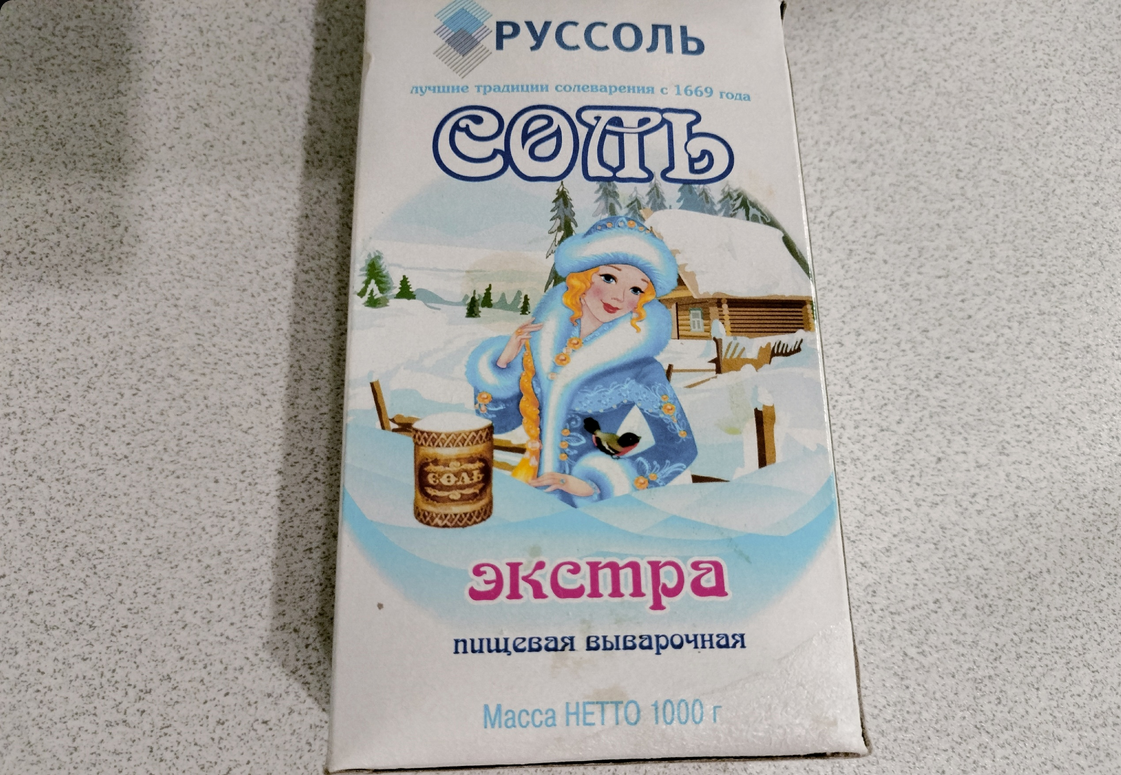 РУССОЛЬ
лучшие традиции солеварения с 1669 года
СОЛЬ
СОЛЬ
экстра
пищевая выварочная
Масса НЕТТО 1000 г